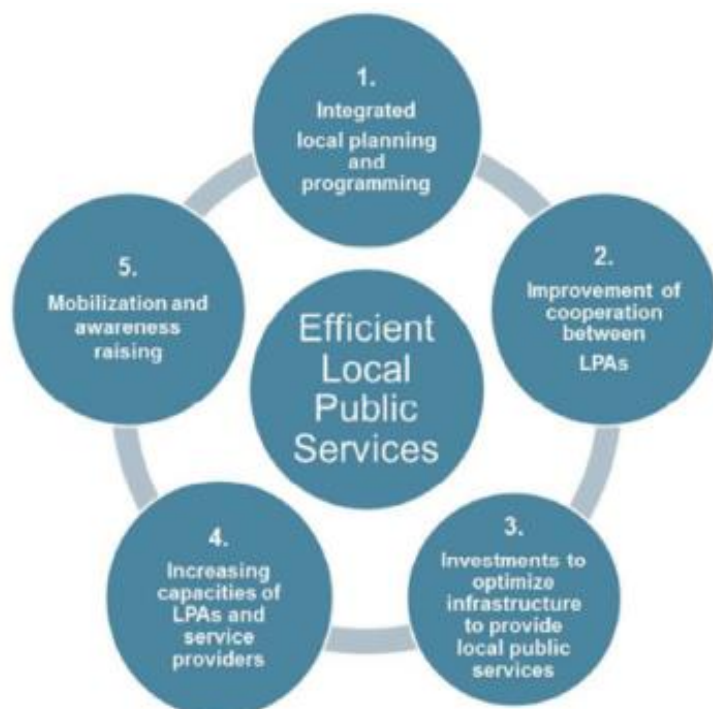 1.
Integrated
local planning
and
programming
2.
Improvement of
cooperation
between
LPAs
3.
Investments to
optimize
infrastructure
to provide
local public
services
4.
Increasing
capacities of
LPAs and
service
providers
5.
Mobilization and
awareness
raising
Efficient
Local
Public
Services